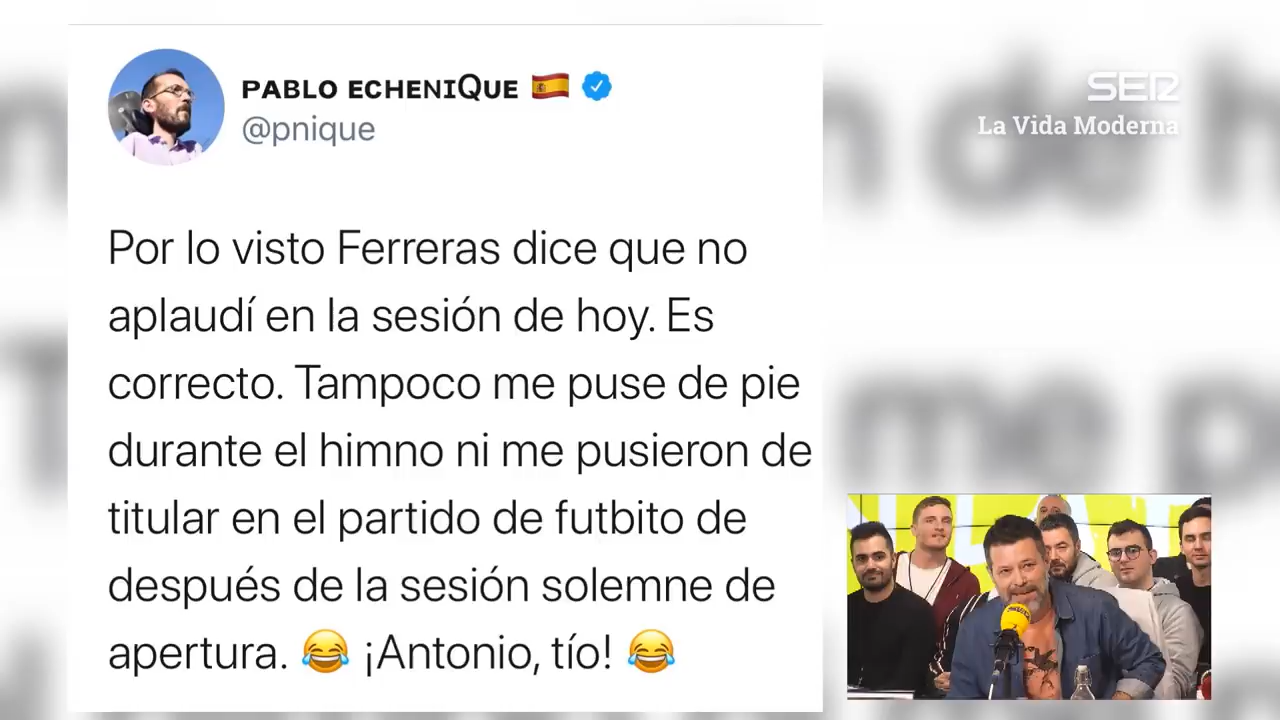 PABLO ECHENIQUE 🇪🇸
@pnique
Por lo visto Ferreras dice que no
aplaudí en la sesión de hoy. Es
correcto. Tampoco me puse de pie
durante el himno ni me pusieron de
titular en el partido de futbito de
después de la sesión solemne de
apertura. 😂 ¡Antonio, tío! 😂
SER
La Vida Moderna